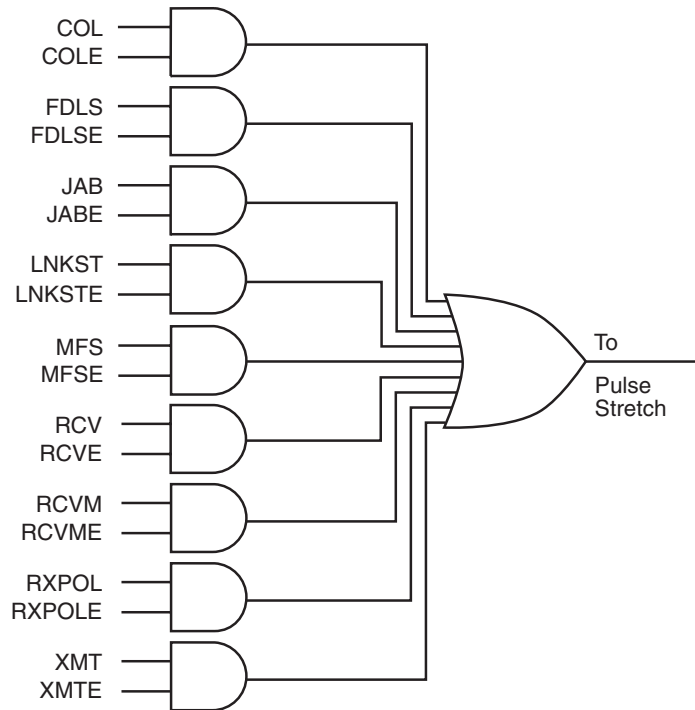 COL
COLE
FDLS
FDLSE
JAB
JABE
LNKST
LNKSTE
MFS
MFSE
RCV
RCVE
RCVM
RCVME
RXPOL
RXPOLE
XMT
XMTE
To
Pulse
Stretch